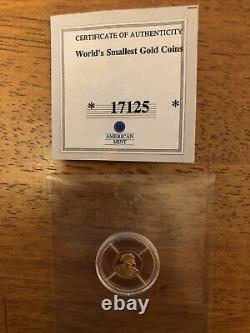 CERTIFICATE OF AUTHENTICITY
World's Smallest Gold Coins
* 17125 *
AMERICAN
MINT